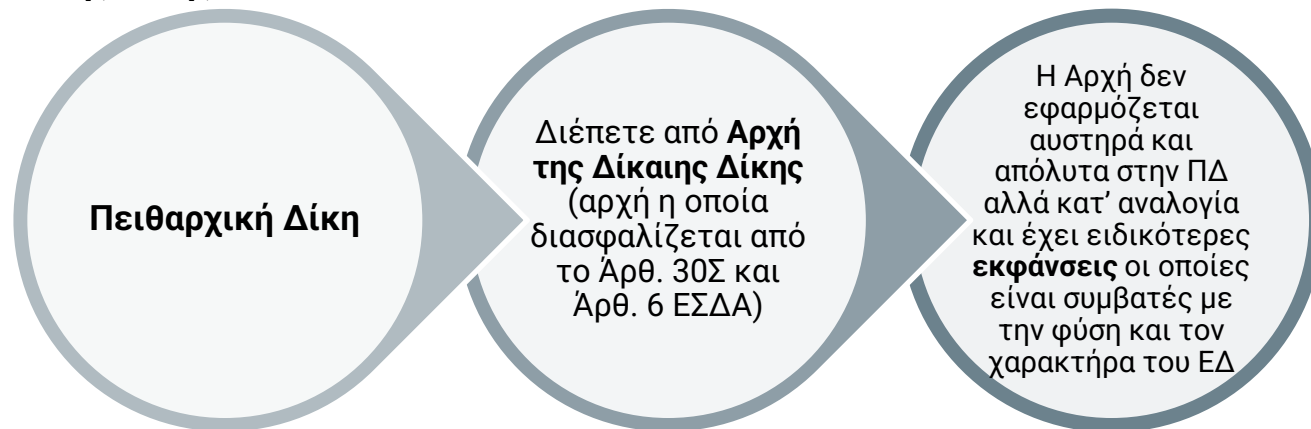 Πειθαρχική Δίκη
Διέπετε από Αρχή
της Δίκαιης Δίκης
(αρχή η οποία
διασφαλίζεται από
το Άρθ. 30Σ και
Άρθ. 6 ΕΣΔΑ)
Η Αρχή δεν
εφαρμόζεται
αυστηρά και
απόλυτα στην ΠΔ
αλλά κατ’ αναλογία
και έχει ειδικότερες
εκφάνσεις οι οποίες
είναι συμβατές με
την φύση και τον
χαρακτήρα του ΕΔ